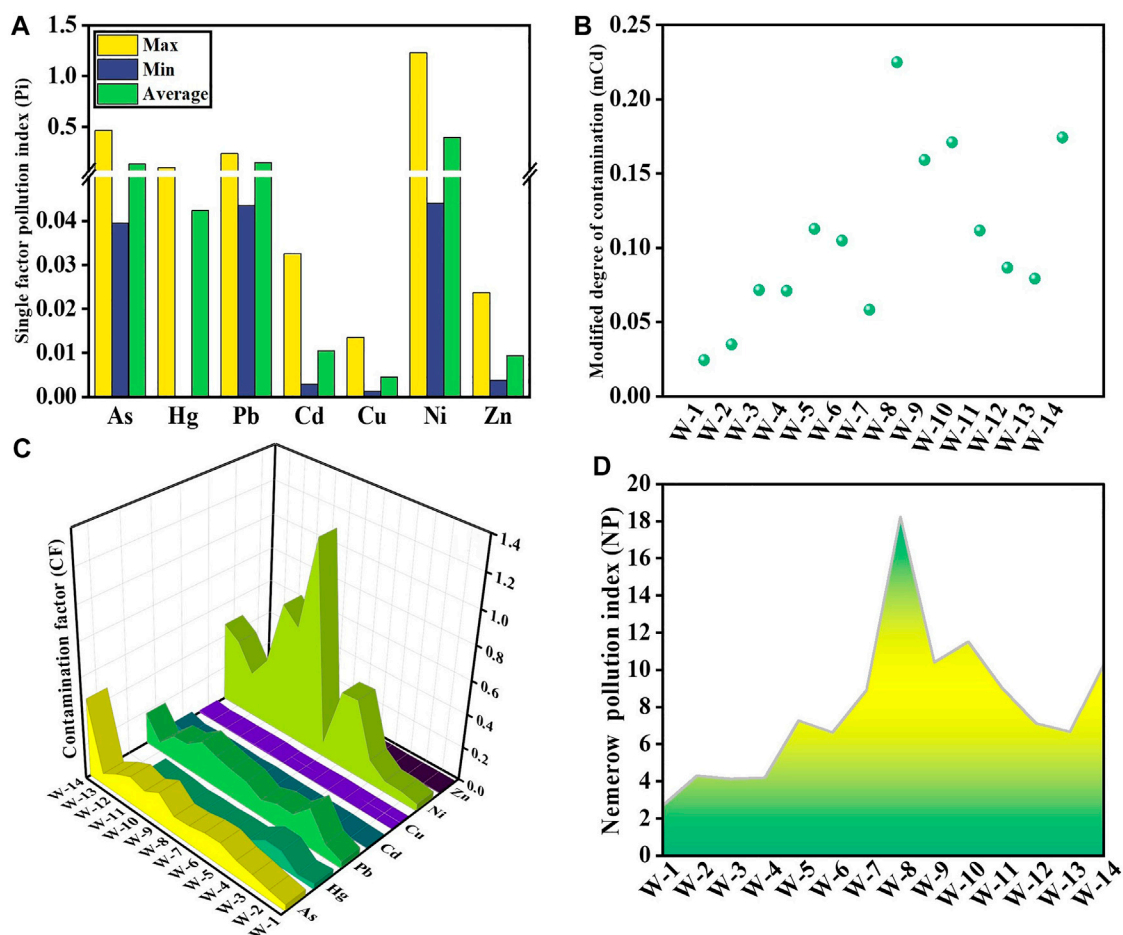 A
Single factor pollution index (Pi)
1.5
1.0
0.5
0.04
0.03
0.02
0.01
0.00
Max
Min
Average
As Hg Pb Cd Cu Ni Zn
B
Modified degree of contamination (mCd)
0.25
0.20
0.15
0.10
0.05
0.00
W-1 W-2 W-3 W-4 W-5 W-6 W-7 W-8 W-9 W-10 W-11 W-12 W-13 W-14
C
Contamination factor (CF)
1.4
1.2
1.0
0.8
0.6
0.4
0.2
0.0
W-14
W-13
W-12
W-11
W-10
W-9
W-8
W-7
W-6
W-5
W-4
W-3
W-2
W-1
As Hg Pb Cd Cu Ni Zn
D
Nemerow pollution index (NP)
20
18
16
14
12
10
8
6
4
2
0
W-1 W-2 W-3 W-4 W-5 W-6 W-7 W-8 W-9 W-10 W-11 W-12 W-13 W-14